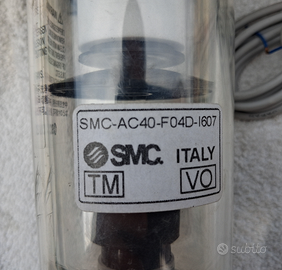 SMC-AC40-F04D-I607
SMC. ITALY
TM VO
subito